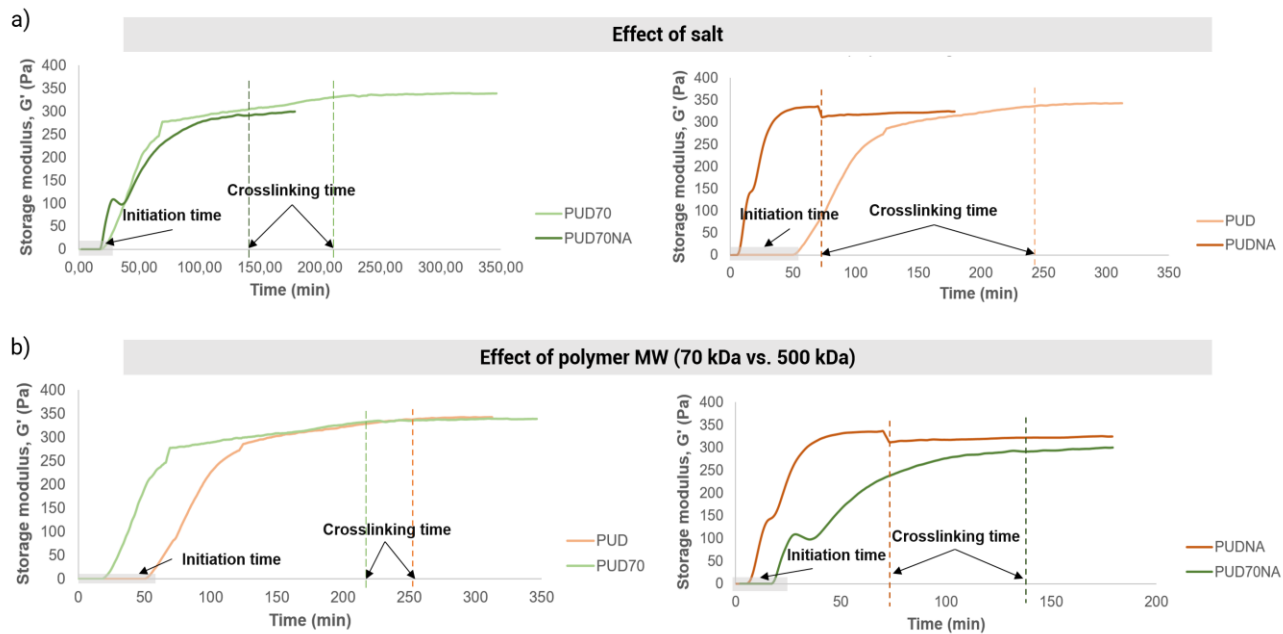 a)
Effect of salt
Storage modulus, G' (Pa)
400
350
300
250
200
150
100
50
0
Initiation time
Crosslinking time
PUD70
PUD70NA
0,00 50,00 100,00 150,00 200,00 250,00 300,00 350,00
Time (min)
Storage modulus, G' (Pa)
400
350
300
250
200
150
100
50
0
Initiation time
Crosslinking time
PUD
PUDNA
0 50 100 150 200 250 300 350
Time (min)
b)
Effect of polymer MW (70 kDa vs. 500 kDa)
Storage modulus, G' (Pa)
400
350
300
250
200
150
100
50
0
Initiation time
Crosslinking time
PUD
PUD70
0 50 100 150 200 250 300 350
Time (min)
Storage modulus, G' (Pa)
400
350
300
250
200
150
100
50
0
Initiation time
Crosslinking time
PUDNA
PUD70NA
0 50 100 150 200
Time (min)